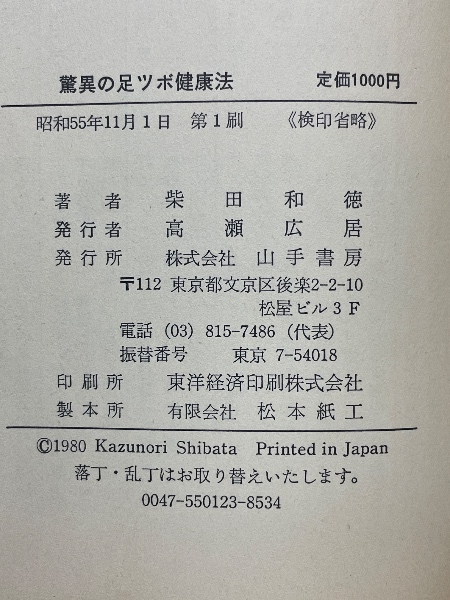 驚異の足ツボ健康法 定価1000円
昭和55年11月1日 第1刷 《検印省略》
著者 柴田和徳
発行者 高瀬広居
発行所 株式会社 山手書房
〒112 東京都文京区後楽2-2-10
松屋ビル3F
電話 (03) 815-7486 (代表)
振替番号 東京 7-54018
印刷所 東洋経済印刷株式会社
製本所 有限会社 松本紙工
©1980 Kazunori Shibata Printed in Japan
落丁・乱丁はお取り替えいたします。
0047-550123-8534